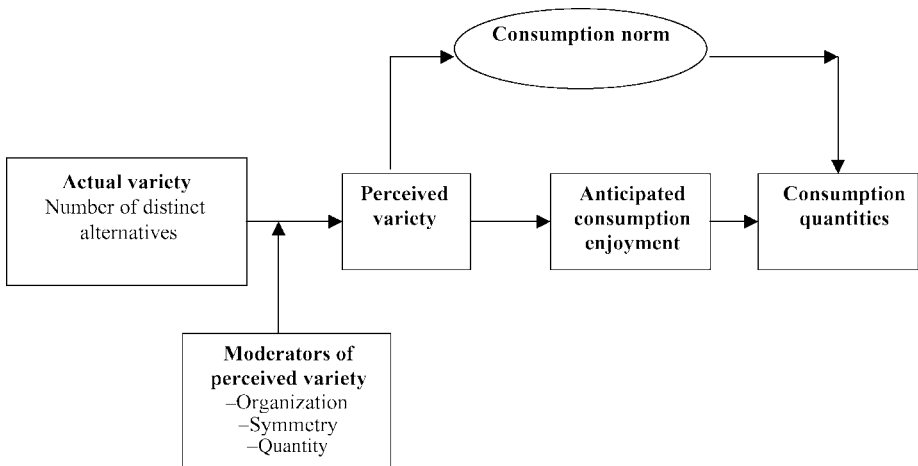 Consumption norm
Actual variety
Number of distinct
alternatives
Perceived
variety
Anticipated
consumption
enjoyment
Consumption
quantities
Moderators of
perceived variety
–Organization
–Symmetry
–Quantity